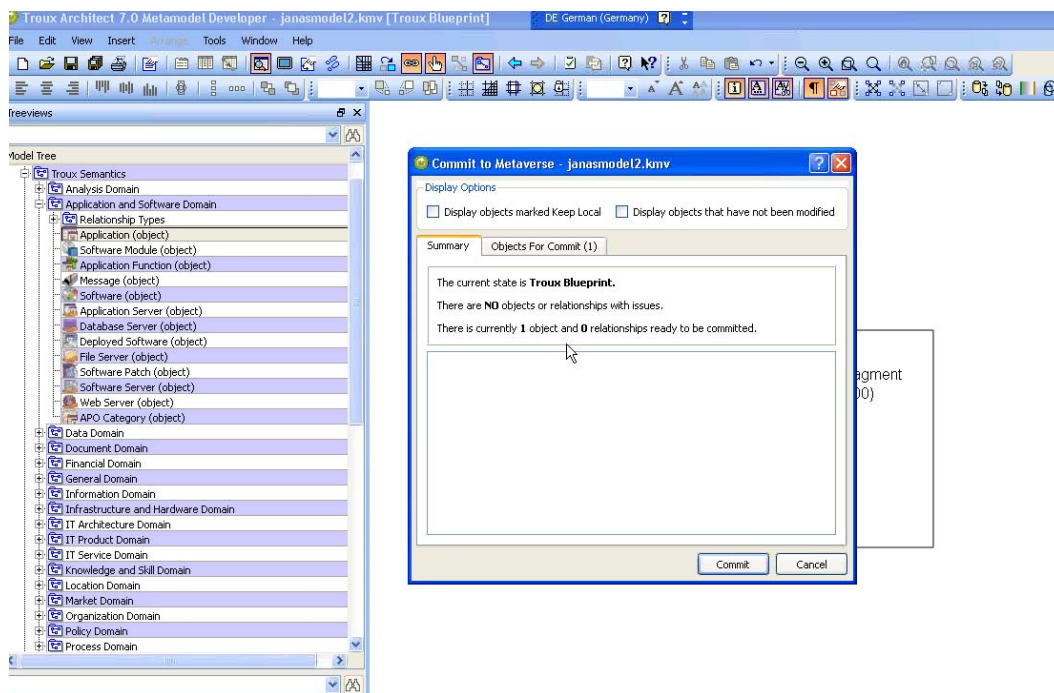 Troux Architect 7.0 Metamodel Developer - janasmodel2.kmv [Troux Blueprint]
DE German (Germany)
File Edit View Insert Arrange Tools Window Help
Treeviews
Model Tree
Troux Semantics
Analysis Domain
Application and Software Domain
Relationship Types
Application (object)
Software Module (object)
Application Function (object)
Message (object)
Software (object)
Application Server (object)
Database Server (object)
Deployed Software (object)
File Server (object)
Software Patch (object)
Software Server (object)
Web Server (object)
APO Category (object)
Data Domain
Document Domain
Financial Domain
General Domain
Information Domain
Infrastructure and Hardware Domain
IT Architecture Domain
IT Product Domain
IT Service Domain
Knowledge and Skill Domain
Location Domain
Market Domain
Organization Domain
Policy Domain
Process Domain
Commit to Metaverse - janasmodel2.kmv
Display Options
Display objects marked Keep Local Display objects that have not been modified
Summary Objects For Commit (1)
The current state is Troux Blueprint.
There are NO objects or relationships with issues.
There is currently 1 object and 0 relationships ready to be committed.
Commit Cancel
agment
00)